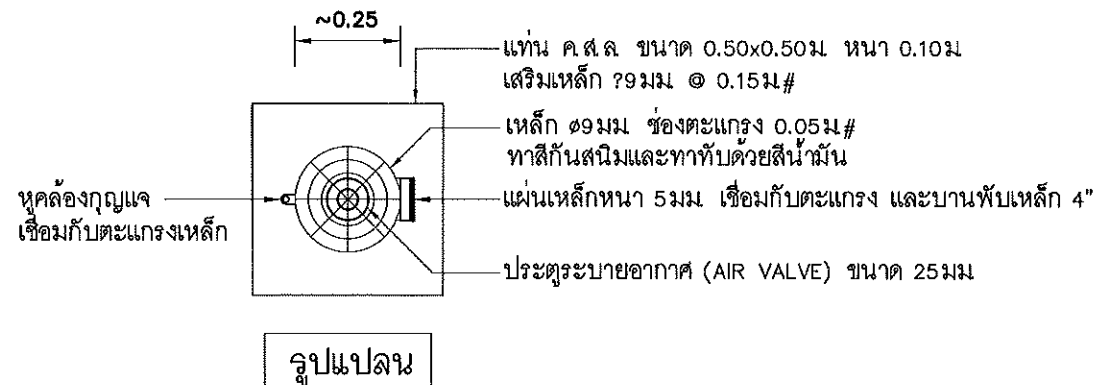 ~0.25
แท่น ค.ส.ล. ขนาด 0.50x0.50ม. หนา 0.10ม.
เสริมเหล็ก ?9มม. @ 0.15ม.#
เหล็ก ø9มม. ช่องตะแกรง 0.05ม.#
ทาสีกันสนิมและทาทับด้วยสีน้ำมัน
หูคล้องกุญแจ
เชื่อมกับตะแกรงเหล็ก
แผ่นเหล็กหนา 5มม. เชื่อมกับตะแกรง และบานพับเหล็ก 4"
ประตูระบายอากาศ (AIR VALVE) ขนาด 25มม.
รูปแปลน